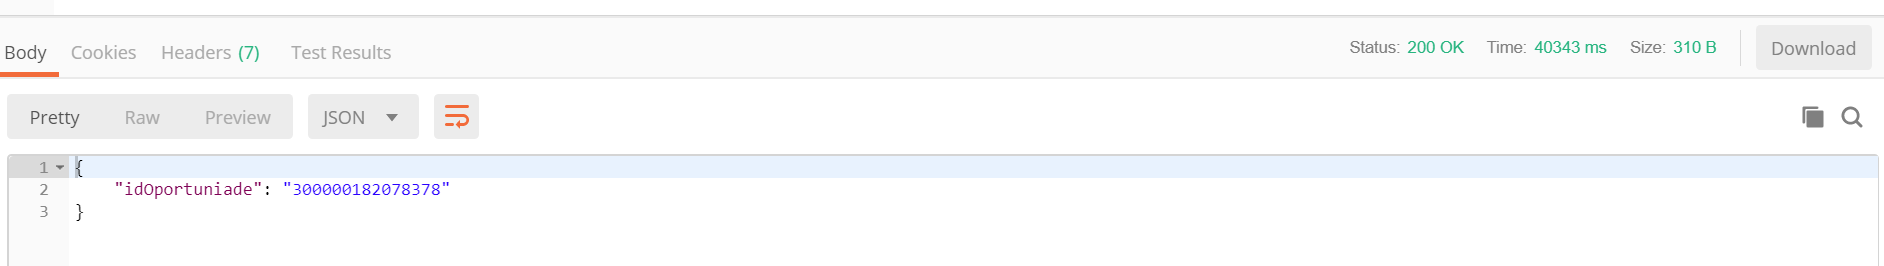 Body Cookies Headers (7) Test Results Status: 200 OK Time: 40343 ms Size: 310 B Download
Pretty Raw Preview JSON
1 {
2 "idOportuniade": "300000182078378"
3 }